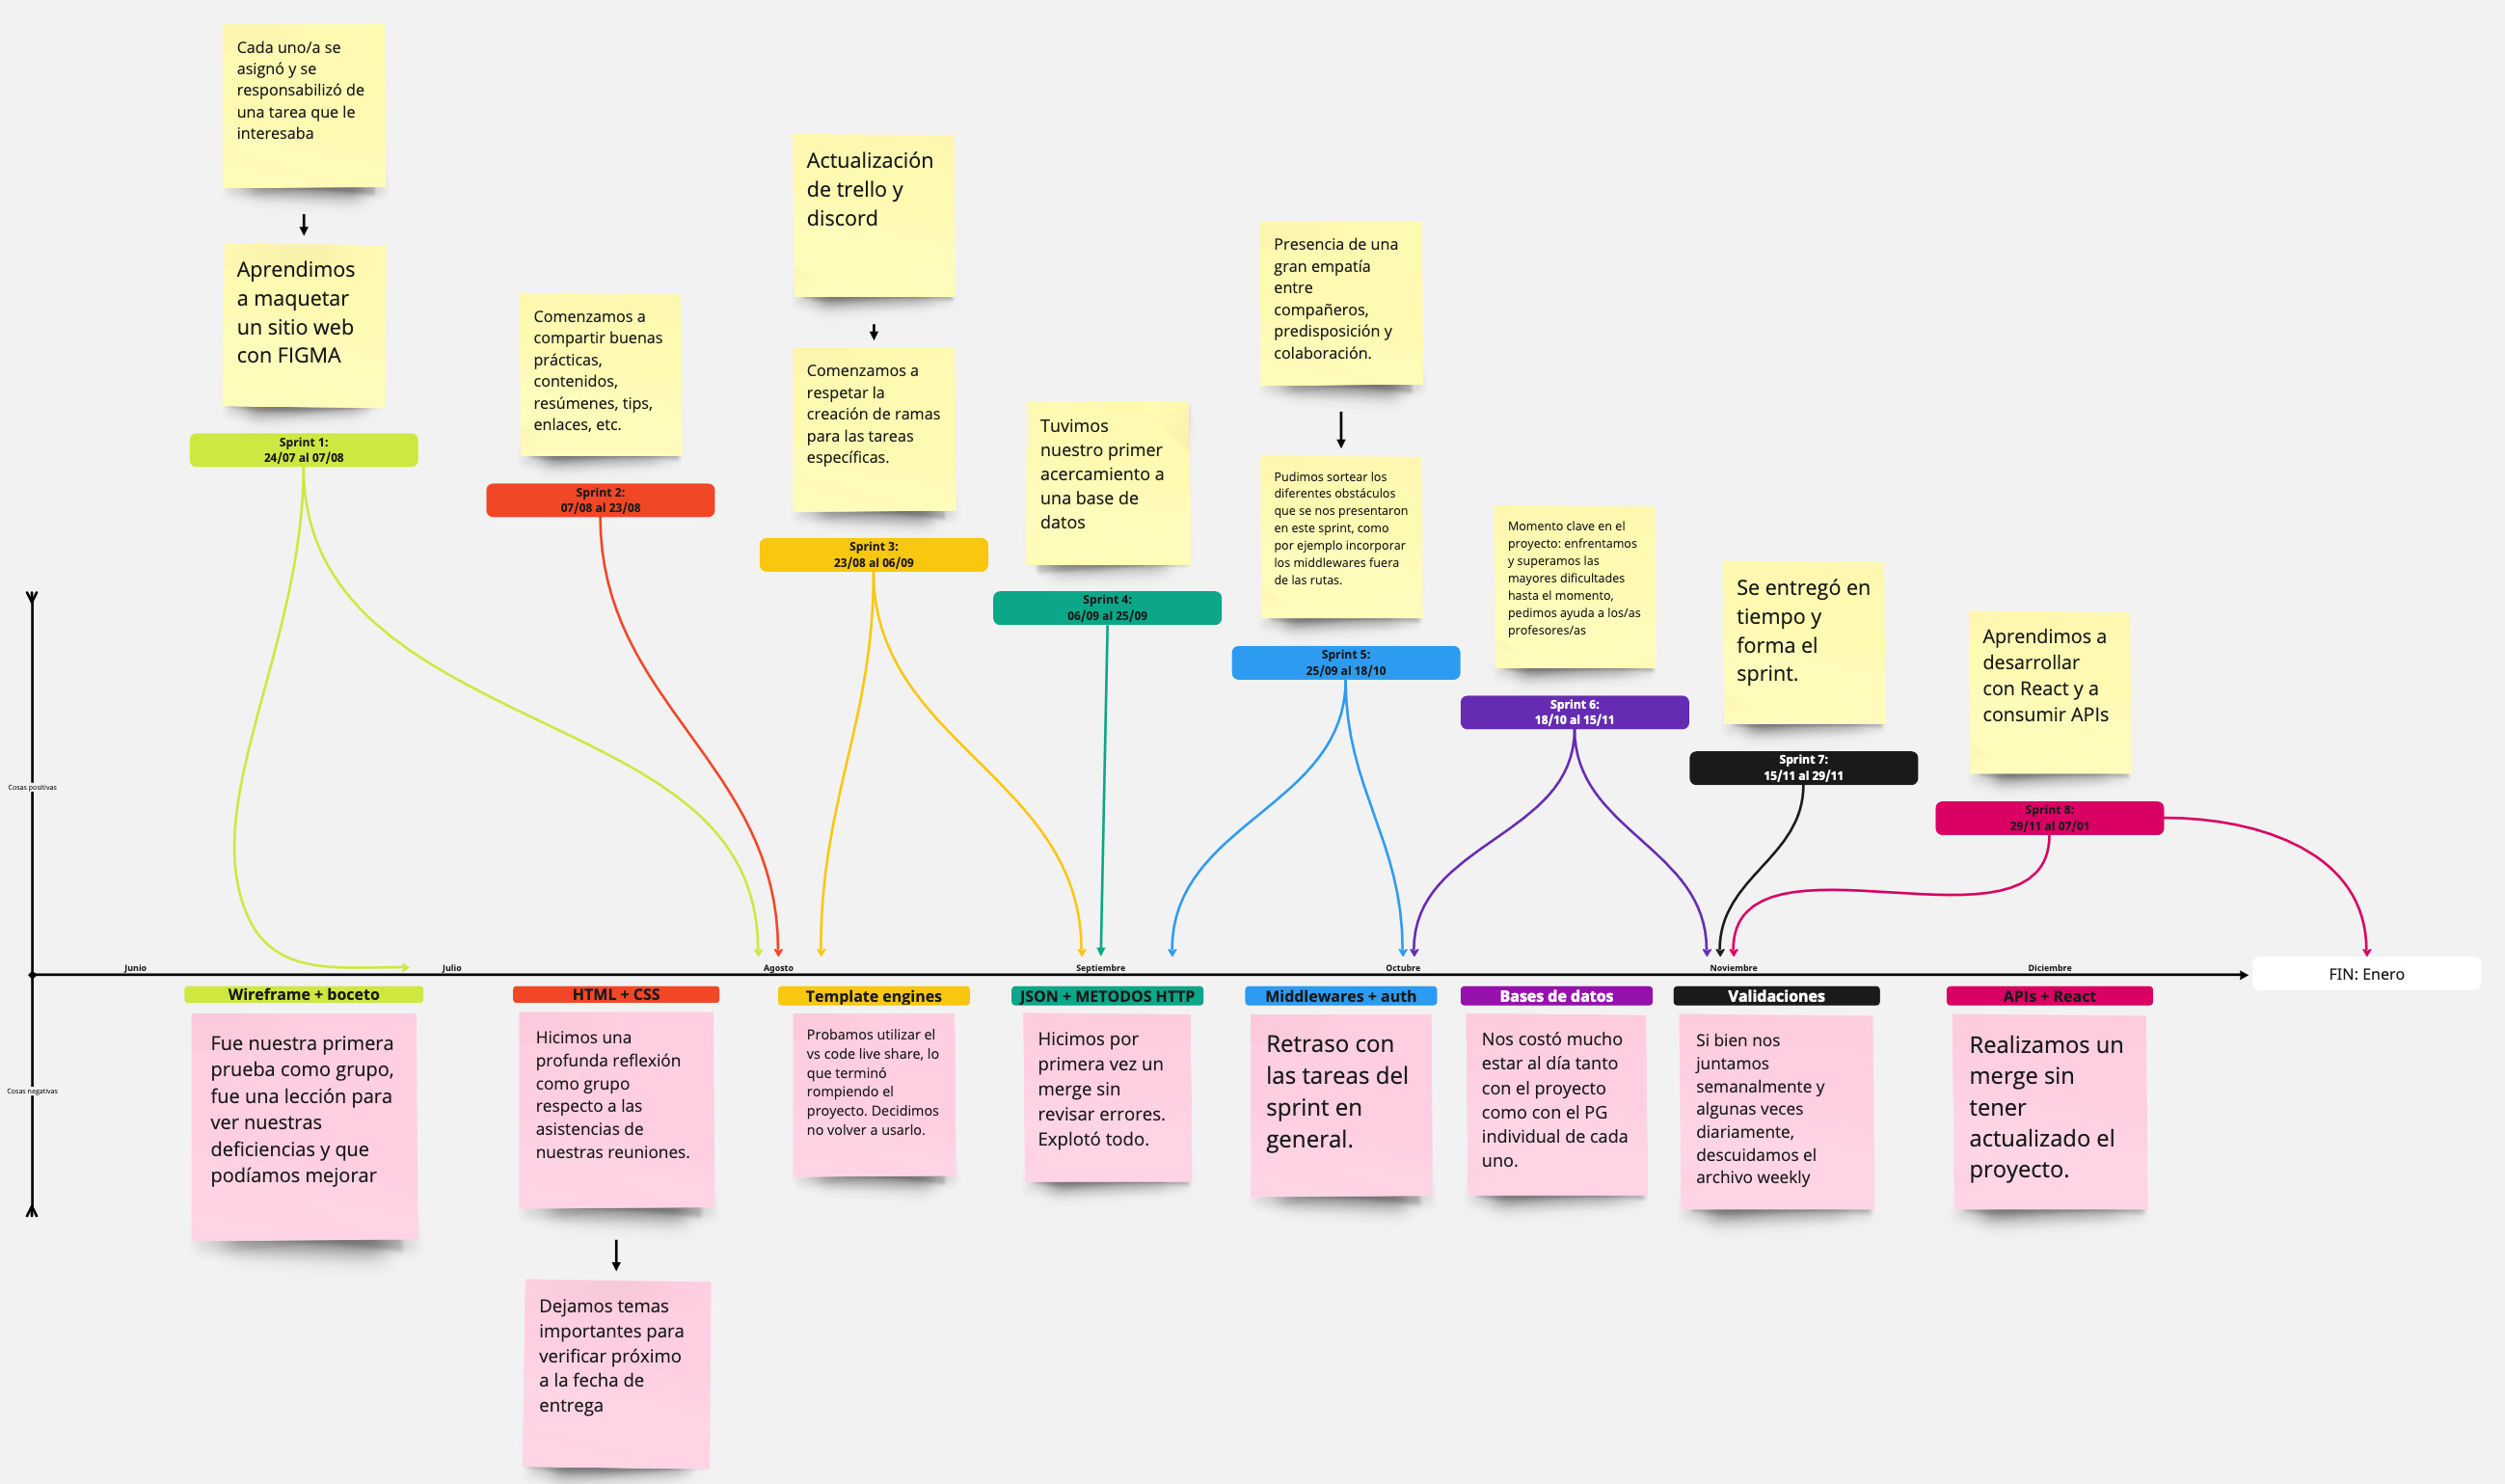 Cada uno/a se
asignó y se
responsabilizó de
una tarea que le
interesaba
Aprendimos
a maquetar
un sitio web
con FIGMA
Sprint 1:
24/07 al 07/08
Comenzamos a
compartir buenas
prácticas,
contenidos,
resúmenes, tips,
enlaces, etc.
Sprint 2:
07/08 al 23/08
Actualización
de trello y
discord
Comenzamos a
respetar la
creación de ramas
para las tareas
específicas.
Sprint 3:
23/08 al 06/09
Tuvimos
nuestro primer
acercamiento a
una base de
datos
Sprint 4:
06/09 al 25/09
Presencia de una
gran empatía
entre
compañeros,
predisposición y
colaboración.
Pudimos sortear los
diferentes obstáculos
que se nos presentaron
en este sprint, como
por ejemplo incorporar
los middlewares fuera
de las rutas.
Sprint 5:
25/09 al 18/10
Momento clave en el
proyecto: enfrentamos
y superamos las
mayores dificultades
hasta el momento,
pedimos ayuda a los/as
profesores/as
Sprint 6:
18/10 al 15/11
Se entregó en
tiempo y
forma el
sprint.
Sprint 7:
15/11 al 29/11
Aprendimos a
desarrollar
con React y a
consumir APIs
Sprint 8:
29/11 al 07/01
Cosas positivas
Junio
Julio
Agosto
Septiembre
Octubre
Noviembre
Diciembre
FIN: Enero
Cosas negativas
Wireframe + boceto
Fue nuestra primera
prueba como grupo,
fue una lección para
ver nuestras
deficiencias y que
podíamos mejorar
HTML + CSS
Hicimos una
profunda reflexión
como grupo
respecto a las
asistencias de
nuestras reuniones.
Dejamos temas
importantes para
verificar próximo
a la fecha de
entrega
Template engines
Probamos utilizar el
vs code live share, lo
que terminó
rompiendo el
proyecto. Decidimos
no volver a usarlo.
JSON + METODOS HTTP
Hicimos por
primera vez un
merge sin
revisar errores.
Explotó todo.
Middlewares + auth
Retraso con
las tareas del
sprint en
general.
Bases de datos
Nos costó mucho
estar al día tanto
con el proyecto
como con el PG
individual de cada
uno.
Validaciones
Si bien nos
juntamos
semanalmente y
algunas veces
diariamente,
descuidamos el
archivo weekly
APIs + React
Realizamos un
merge sin
tener
actualizado el
proyecto.